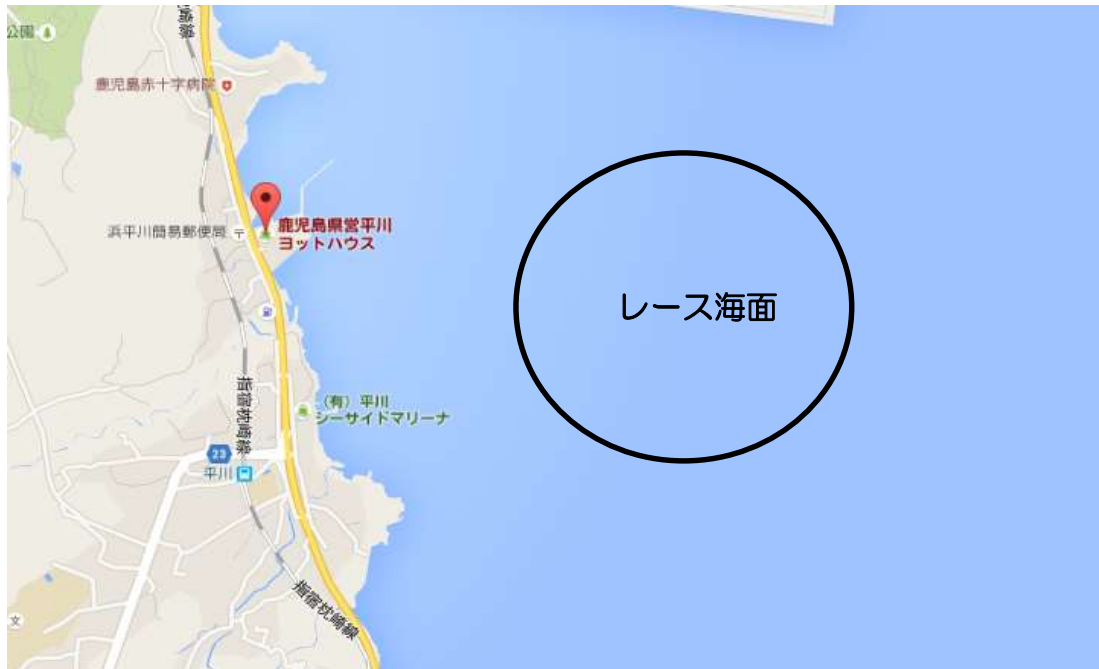 公園
崎線
鹿児島赤十字病院
鹿児島県営平川
ヨットハウス
浜平川簡易郵便局
〒
レース海面
(有) 平川
シーサイドマリーナ
指宿枕崎線
23
平川
指宿枕崎線
文